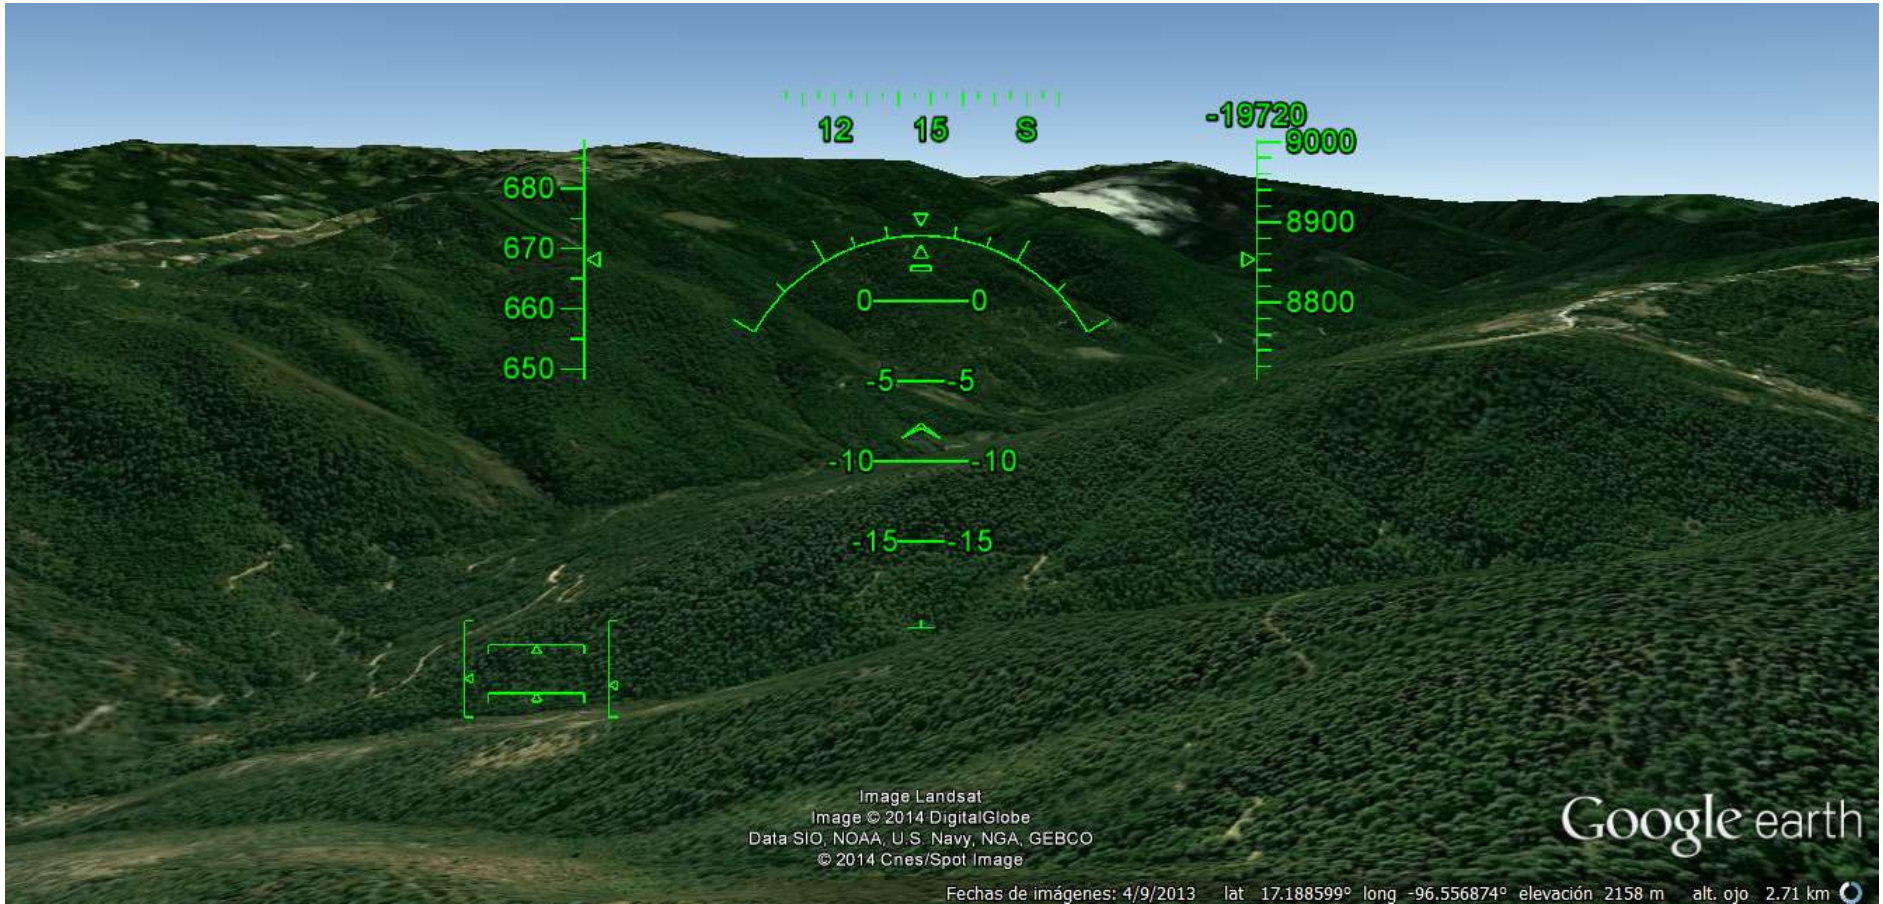 12 15 S
-19720
9000
680
8900
670
0 0
660
8800
650
-5 -5
-10 -10
-15 -15
Image Landsat
Image © 2014 DigitalGlobe
Data SIO, NOAA, U.S. Navy, NGA, GEBCO
© 2014 Cnes/Spot Image
Google earth
Fechas de imágenes: 4/9/2013 lat 17.188599° long -96.556874° elevación 2158 m alt. ojo 2.71 km